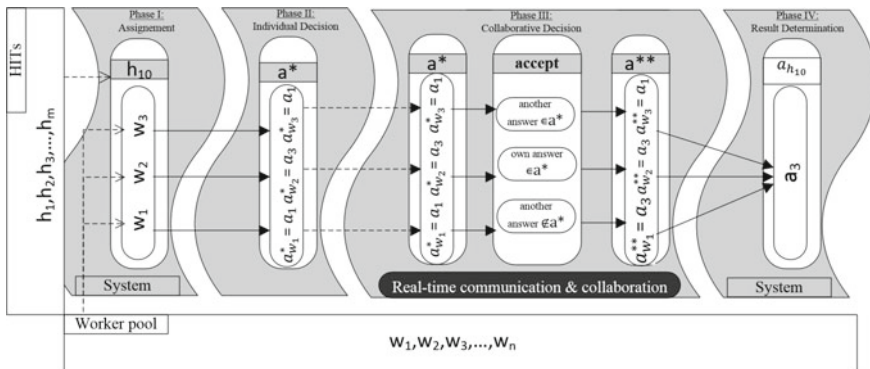 Phase I:
Assignement
Phase II:
Individual Decision
Phase III:
Collaborative Decision
Phase IV:
Result Determination
HITs
h1,h2,h3,...,hm
h10
w3
w2
w1
System
a*
a*w1 = a1 a*w2 = a3 a*w3 = a1
a*
a*w1 = a1 a*w2 = a3 a*w3 = a1
accept
another
answer ∈a*
own answer
∈a*
another
answer ∉a*
a**
a**w1 = a3 a**w2 = a3 a**w3 = a1
Real-time communication & collaboration
ah10
a3
System
Worker pool
w1,w2,w3,...,wn